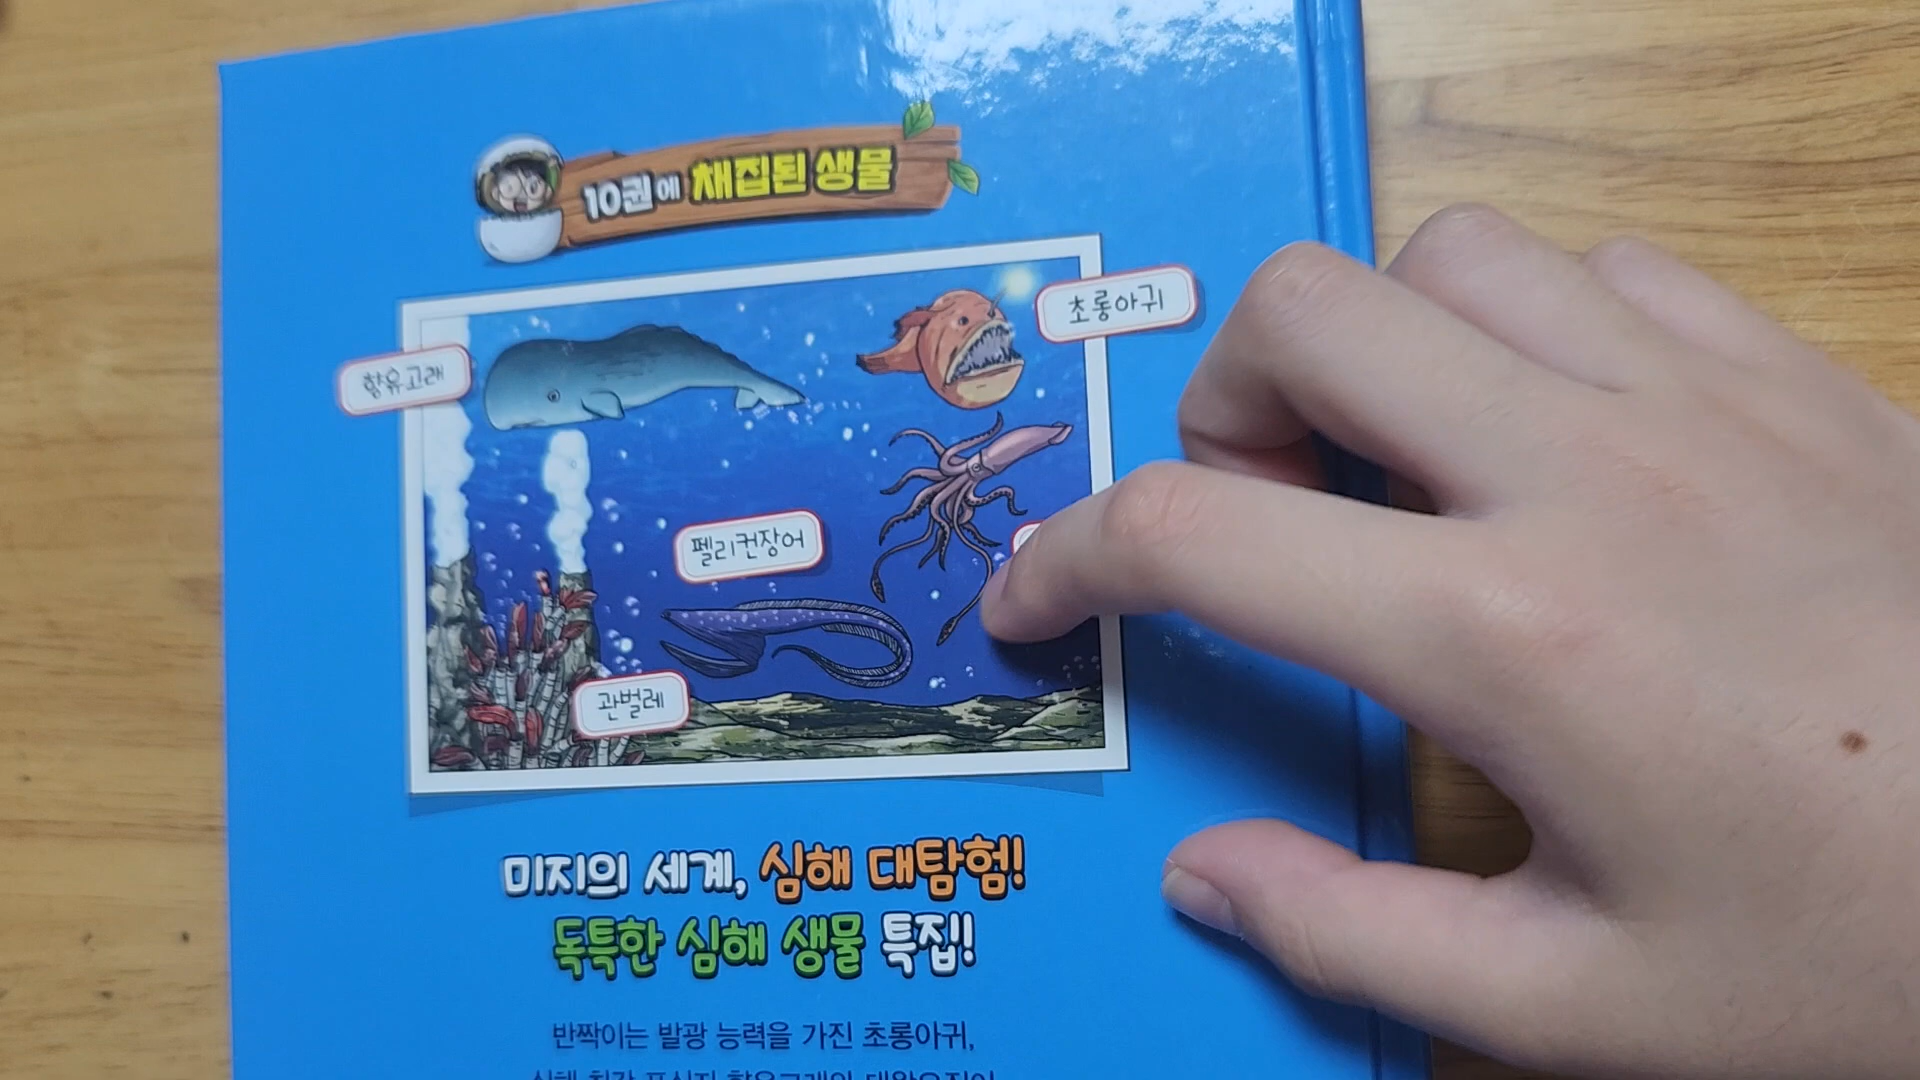 10권에 채집된 생물
초롱아귀
향유고래
펠리컨장어
관벌레
미지의 세계, 심해 대탐험!
독특한 심해 생물 특집!
반짝이는 발광 능력을 가진 초롱아귀,